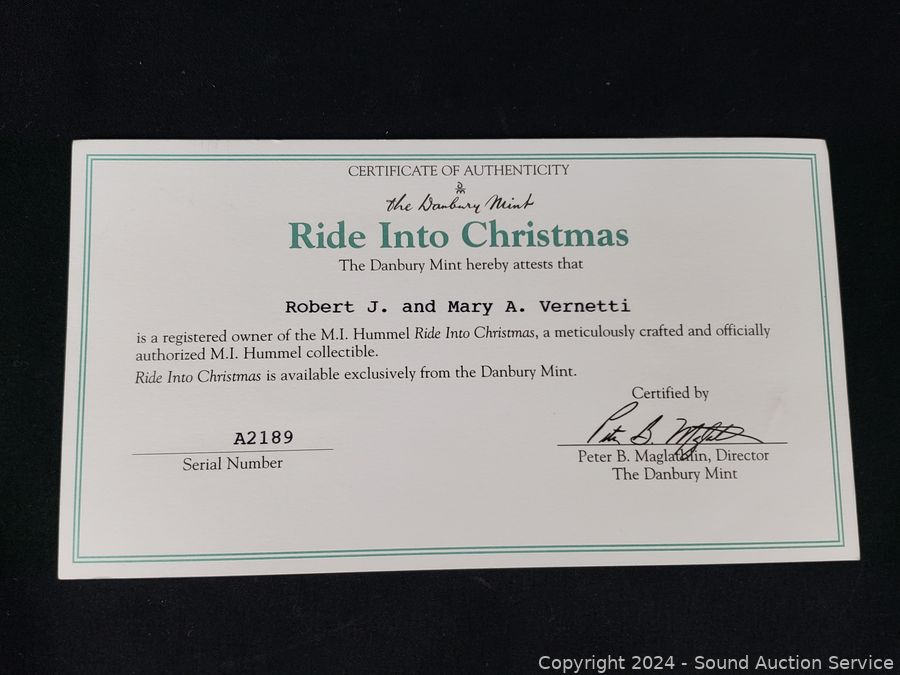 CERTIFICATE OF AUTHENTICITY
DM
the Danbury Mint
Ride Into Christmas
The Danbury Mint hereby attests that
Robert J. and Mary A. Vernetti
is a registered owner of the M.I. Hummel Ride Into Christmas, a meticulously crafted and officially
authorized M.I. Hummel collectible.
Ride Into Christmas is available exclusively from the Danbury Mint.
Certified by
A2189
Serial Number
Peter B. Maglathlin, Director
The Danbury Mint
Copyright 2024 - Sound Auction Service